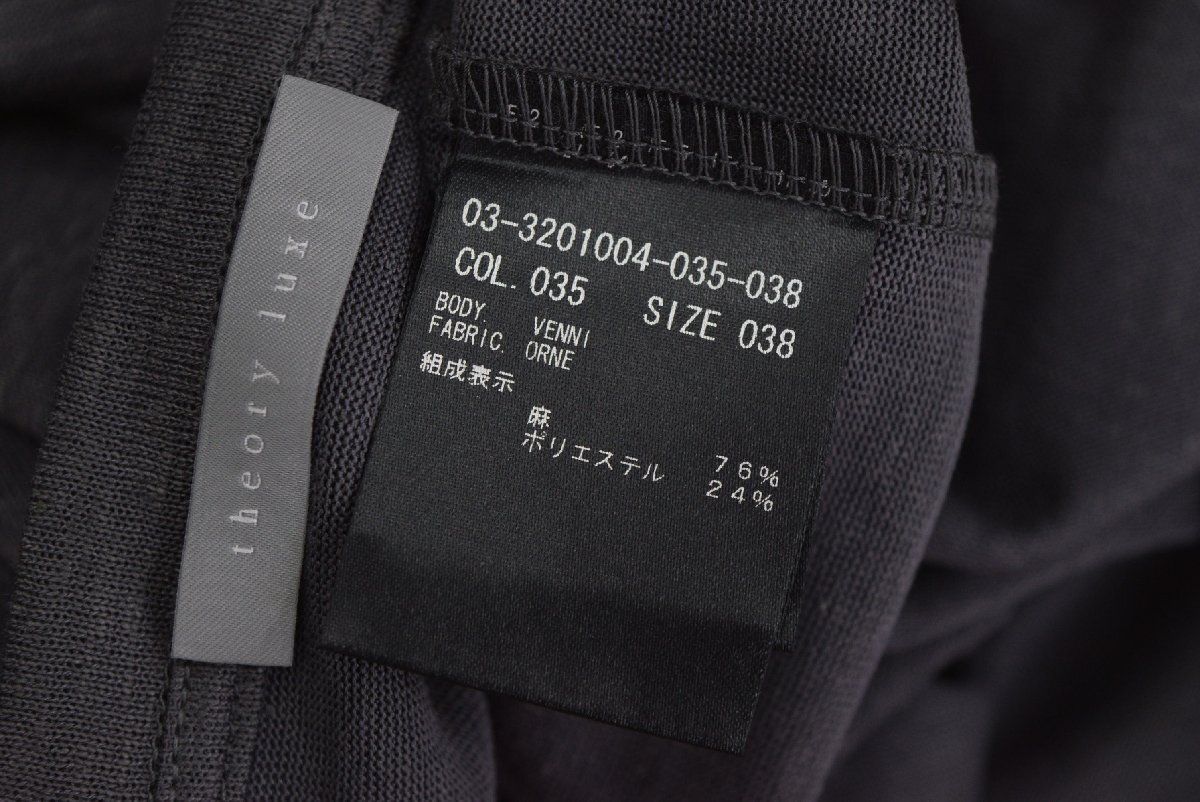 theory luxe
03-3201004-035-038
COL. 035 SIZE 038
BODY. VENNI
FABRIC. ORNE
組成表示
麻 76%
ポリエステル 24%